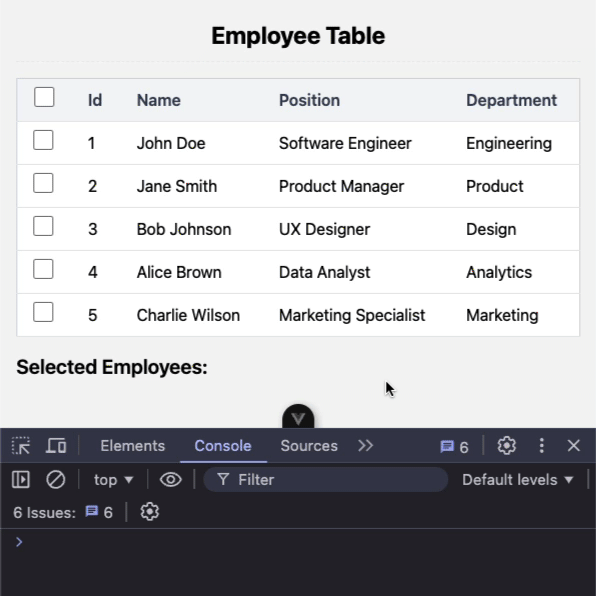 Employee Table
Id Name Position Department
1 John Doe Software Engineer Engineering
2 Jane Smith Product Manager Product
3 Bob Johnson UX Designer Design
4 Alice Brown Data Analyst Analytics
5 Charlie Wilson Marketing Specialist Marketing
Selected Employees:
Elements Console Sources 6
top Filter Default levels
6 Issues: 6